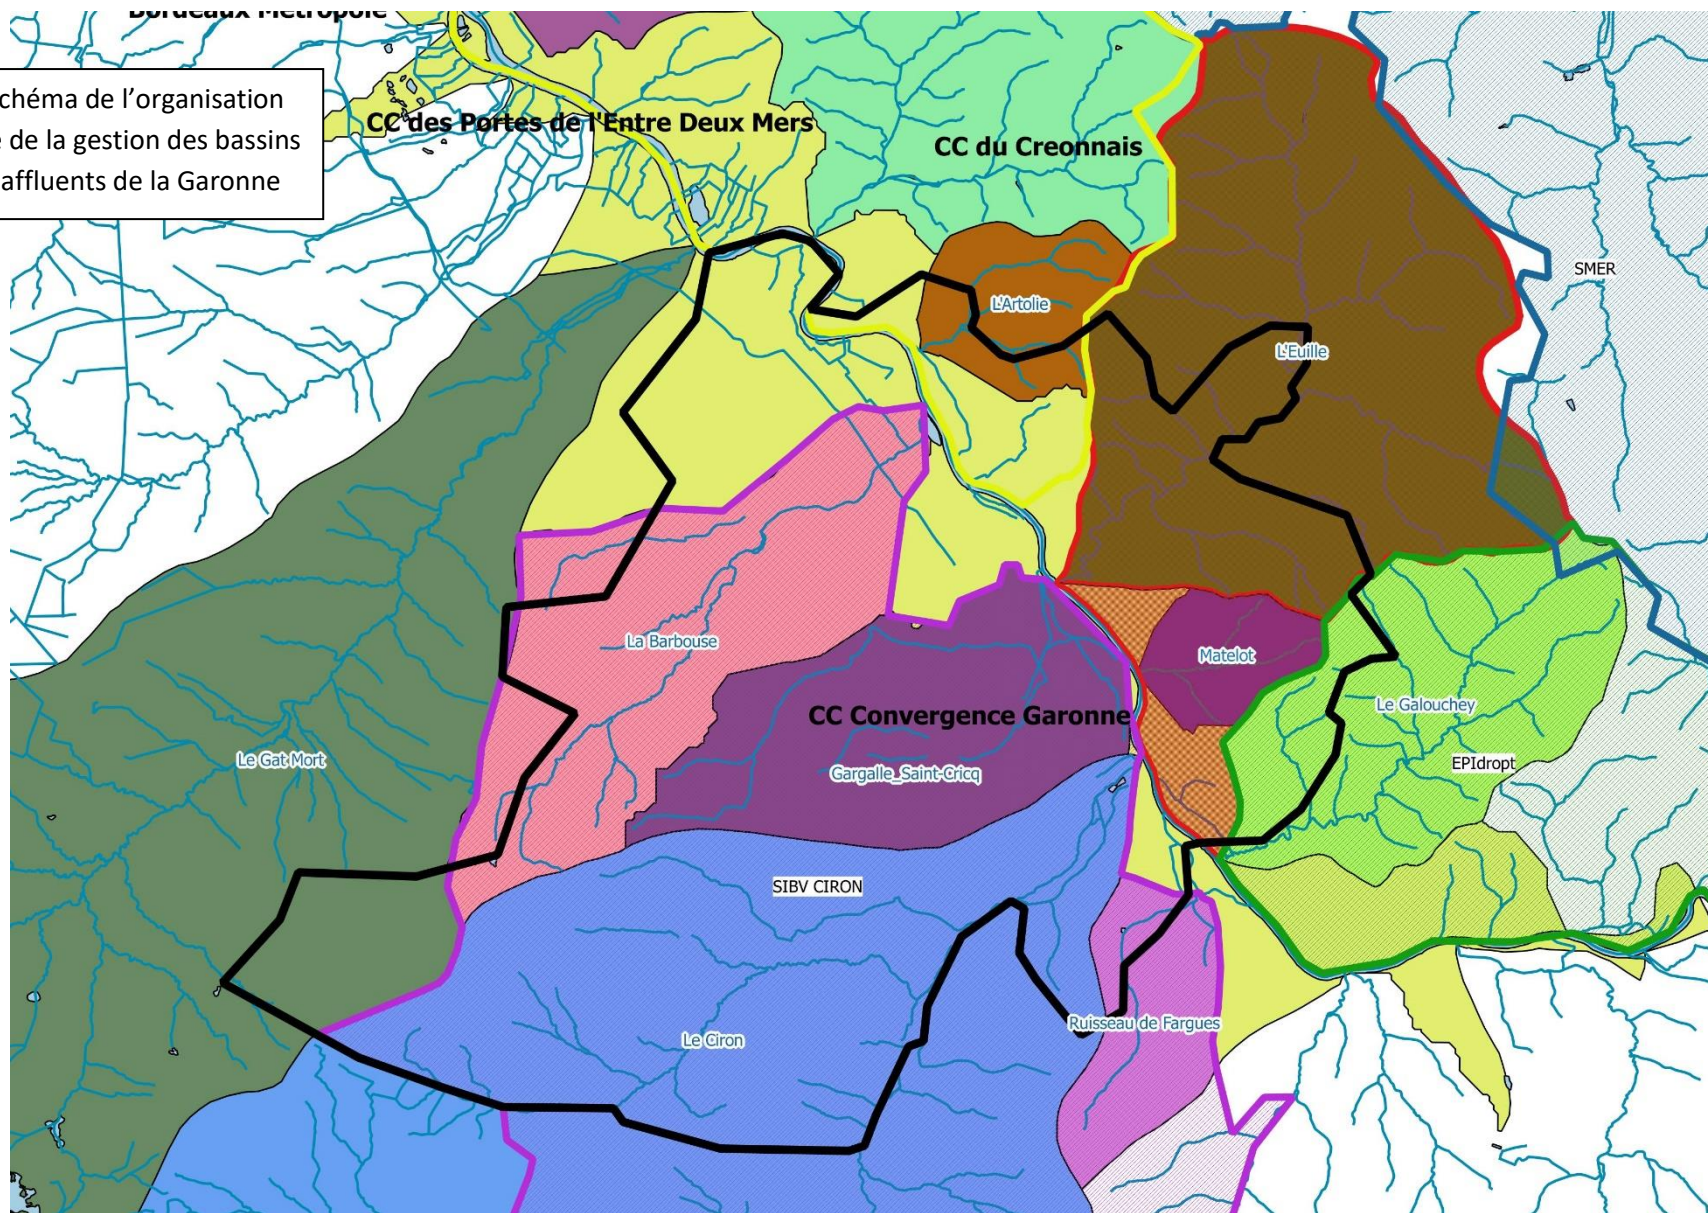 Bordeaux Métropole
chéma de l’organisation
de la gestion des bassins
affluents de la Garonne
CC des Portes de l'Entre Deux Mers
CC du Creonnais
SMER
L'Artolie
L'Euille
La Barbouse
Matelot
CC Convergence Garonne
Le Galouchey
Le Gat Mort
Gargalle_Saint-Cricq
EPIdropt
SIBV CIRON
Ruisseau de Fargues
Le Ciron